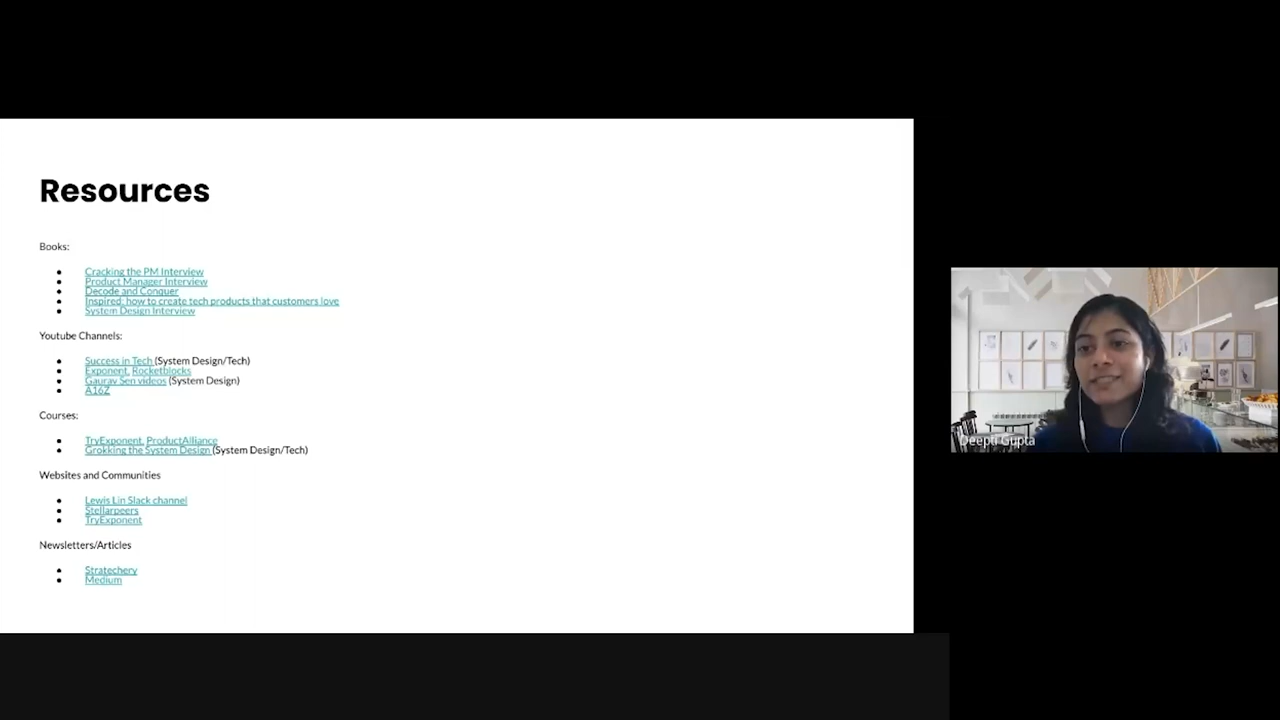 Resources
Books:
Cracking the PM Interview
Product Manager Interview
Decode and Conquer
Inspired: how to create tech products that customers love
System Design Interview
Youtube Channels:
Success in Tech (System Design/Tech)
Exponent, Rocketblocks
Gaurav Sen videos (System Design)
A16Z
Courses:
TryExponent, ProductAlliance
Grokking the System Design (System Design/Tech)
Websites and Communities
Lewis Lin Slack channel
Stellarpeers
TryExponent
Newsletters/Articles
Stratechery
Medium
Deepti Gupta